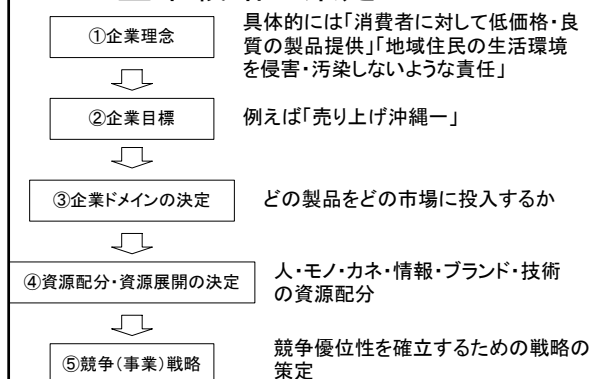 ①企業理念
具体的には「消費者に対して低価格・良
質の製品提供」「地域住民の生活環境
を侵害・汚染しないような責任」
②企業目標
例えば「売り上げ沖縄一」
③企業ドメインの決定
どの製品をどの市場に投入するか
④資源配分・資源展開の決定
人・モノ・カネ・情報・ブランド・技術
の資源配分
⑤競争(事業)戦略
競争優位性を確立するための戦略の
策定